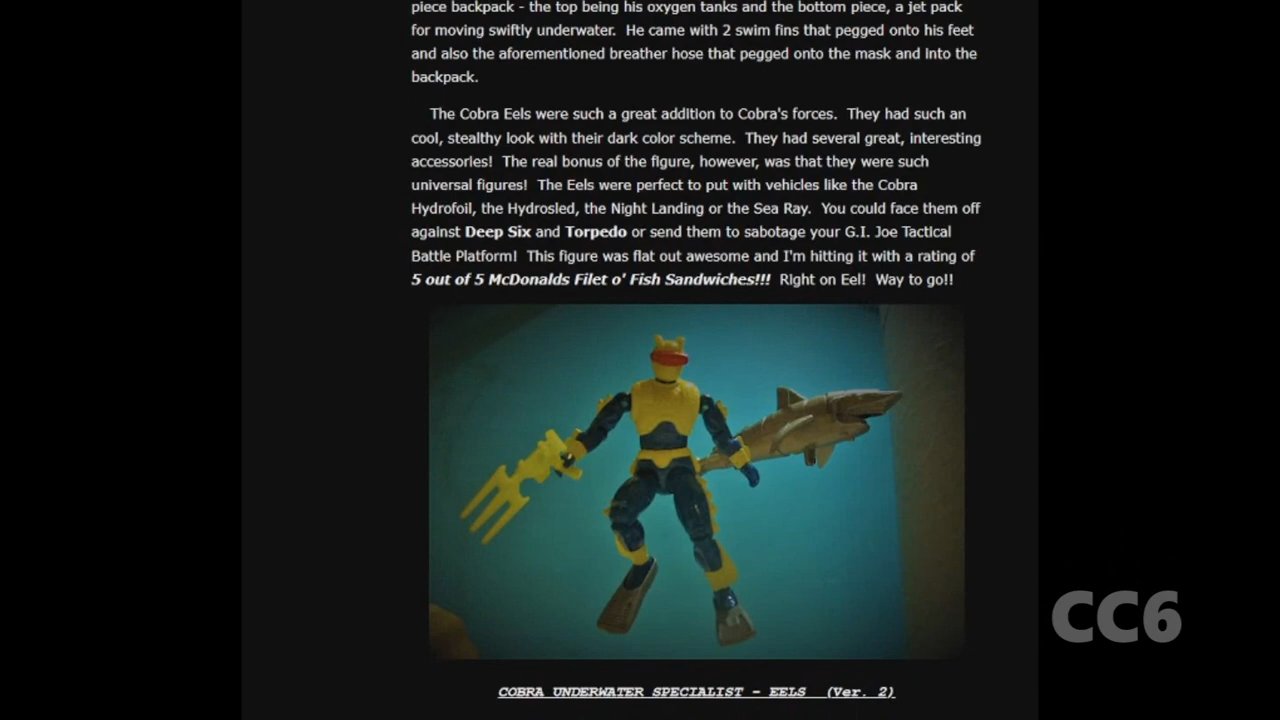 piece backpack - the top being his oxygen tanks and the bottom piece, a jet pack
for moving swiftly underwater. He came with 2 swim fins that pegged onto his feet
and also the aforementioned breather hose that pegged onto the mask and into the
backpack.
The Cobra Eels were such a great addition to Cobra's forces. They had such an
cool, stealthy look with their dark color scheme. They had several great, interesting
accessories! The real bonus of the figure, however, was that they were such
universal figures! The Eels were perfect to put with vehicles like the Cobra
Hydrofoil, the Hydrosled, the Night Landing or the Sea Ray. You could face them off
against Deep Six and Torpedo or send them to sabotage your G.I. Joe Tactical
Battle Platform! This figure was flat out awesome and I'm hitting it with a rating of
5 out of 5 McDonalds Filet o' Fish Sandwiches!!! Right on Eel! Way to go!!
CC6
COBRA UNDERWATER SPECIALIST - EELS (Ver. 2)